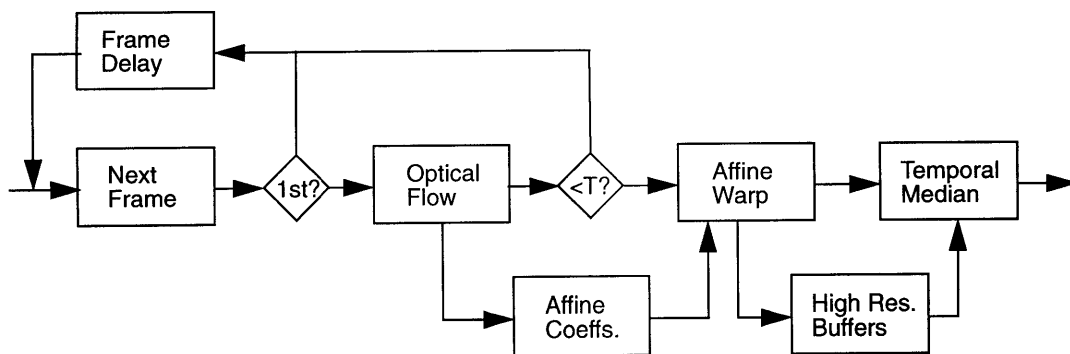 Frame
Delay
Next
Frame
1st?
Optical
Flow
<T?
Affine
Warp
Temporal
Median
Affine
Coeffs.
High Res.
Buffers